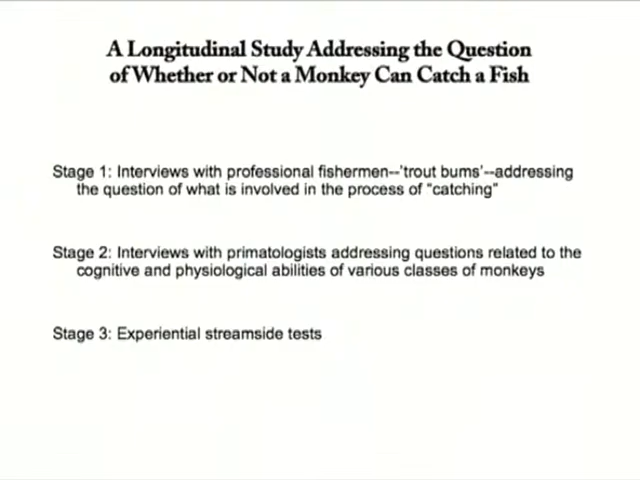 A Longitudinal Study Addressing the Question
of Whether or Not a Monkey Can Catch a Fish
Stage 1: Interviews with professional fishermen--'trout bums'--addressing
the question of what is involved in the process of "catching"
Stage 2: Interviews with primatologists addressing questions related to the
cognitive and physiological abilities of various classes of monkeys
Stage 3: Experiential streamside tests